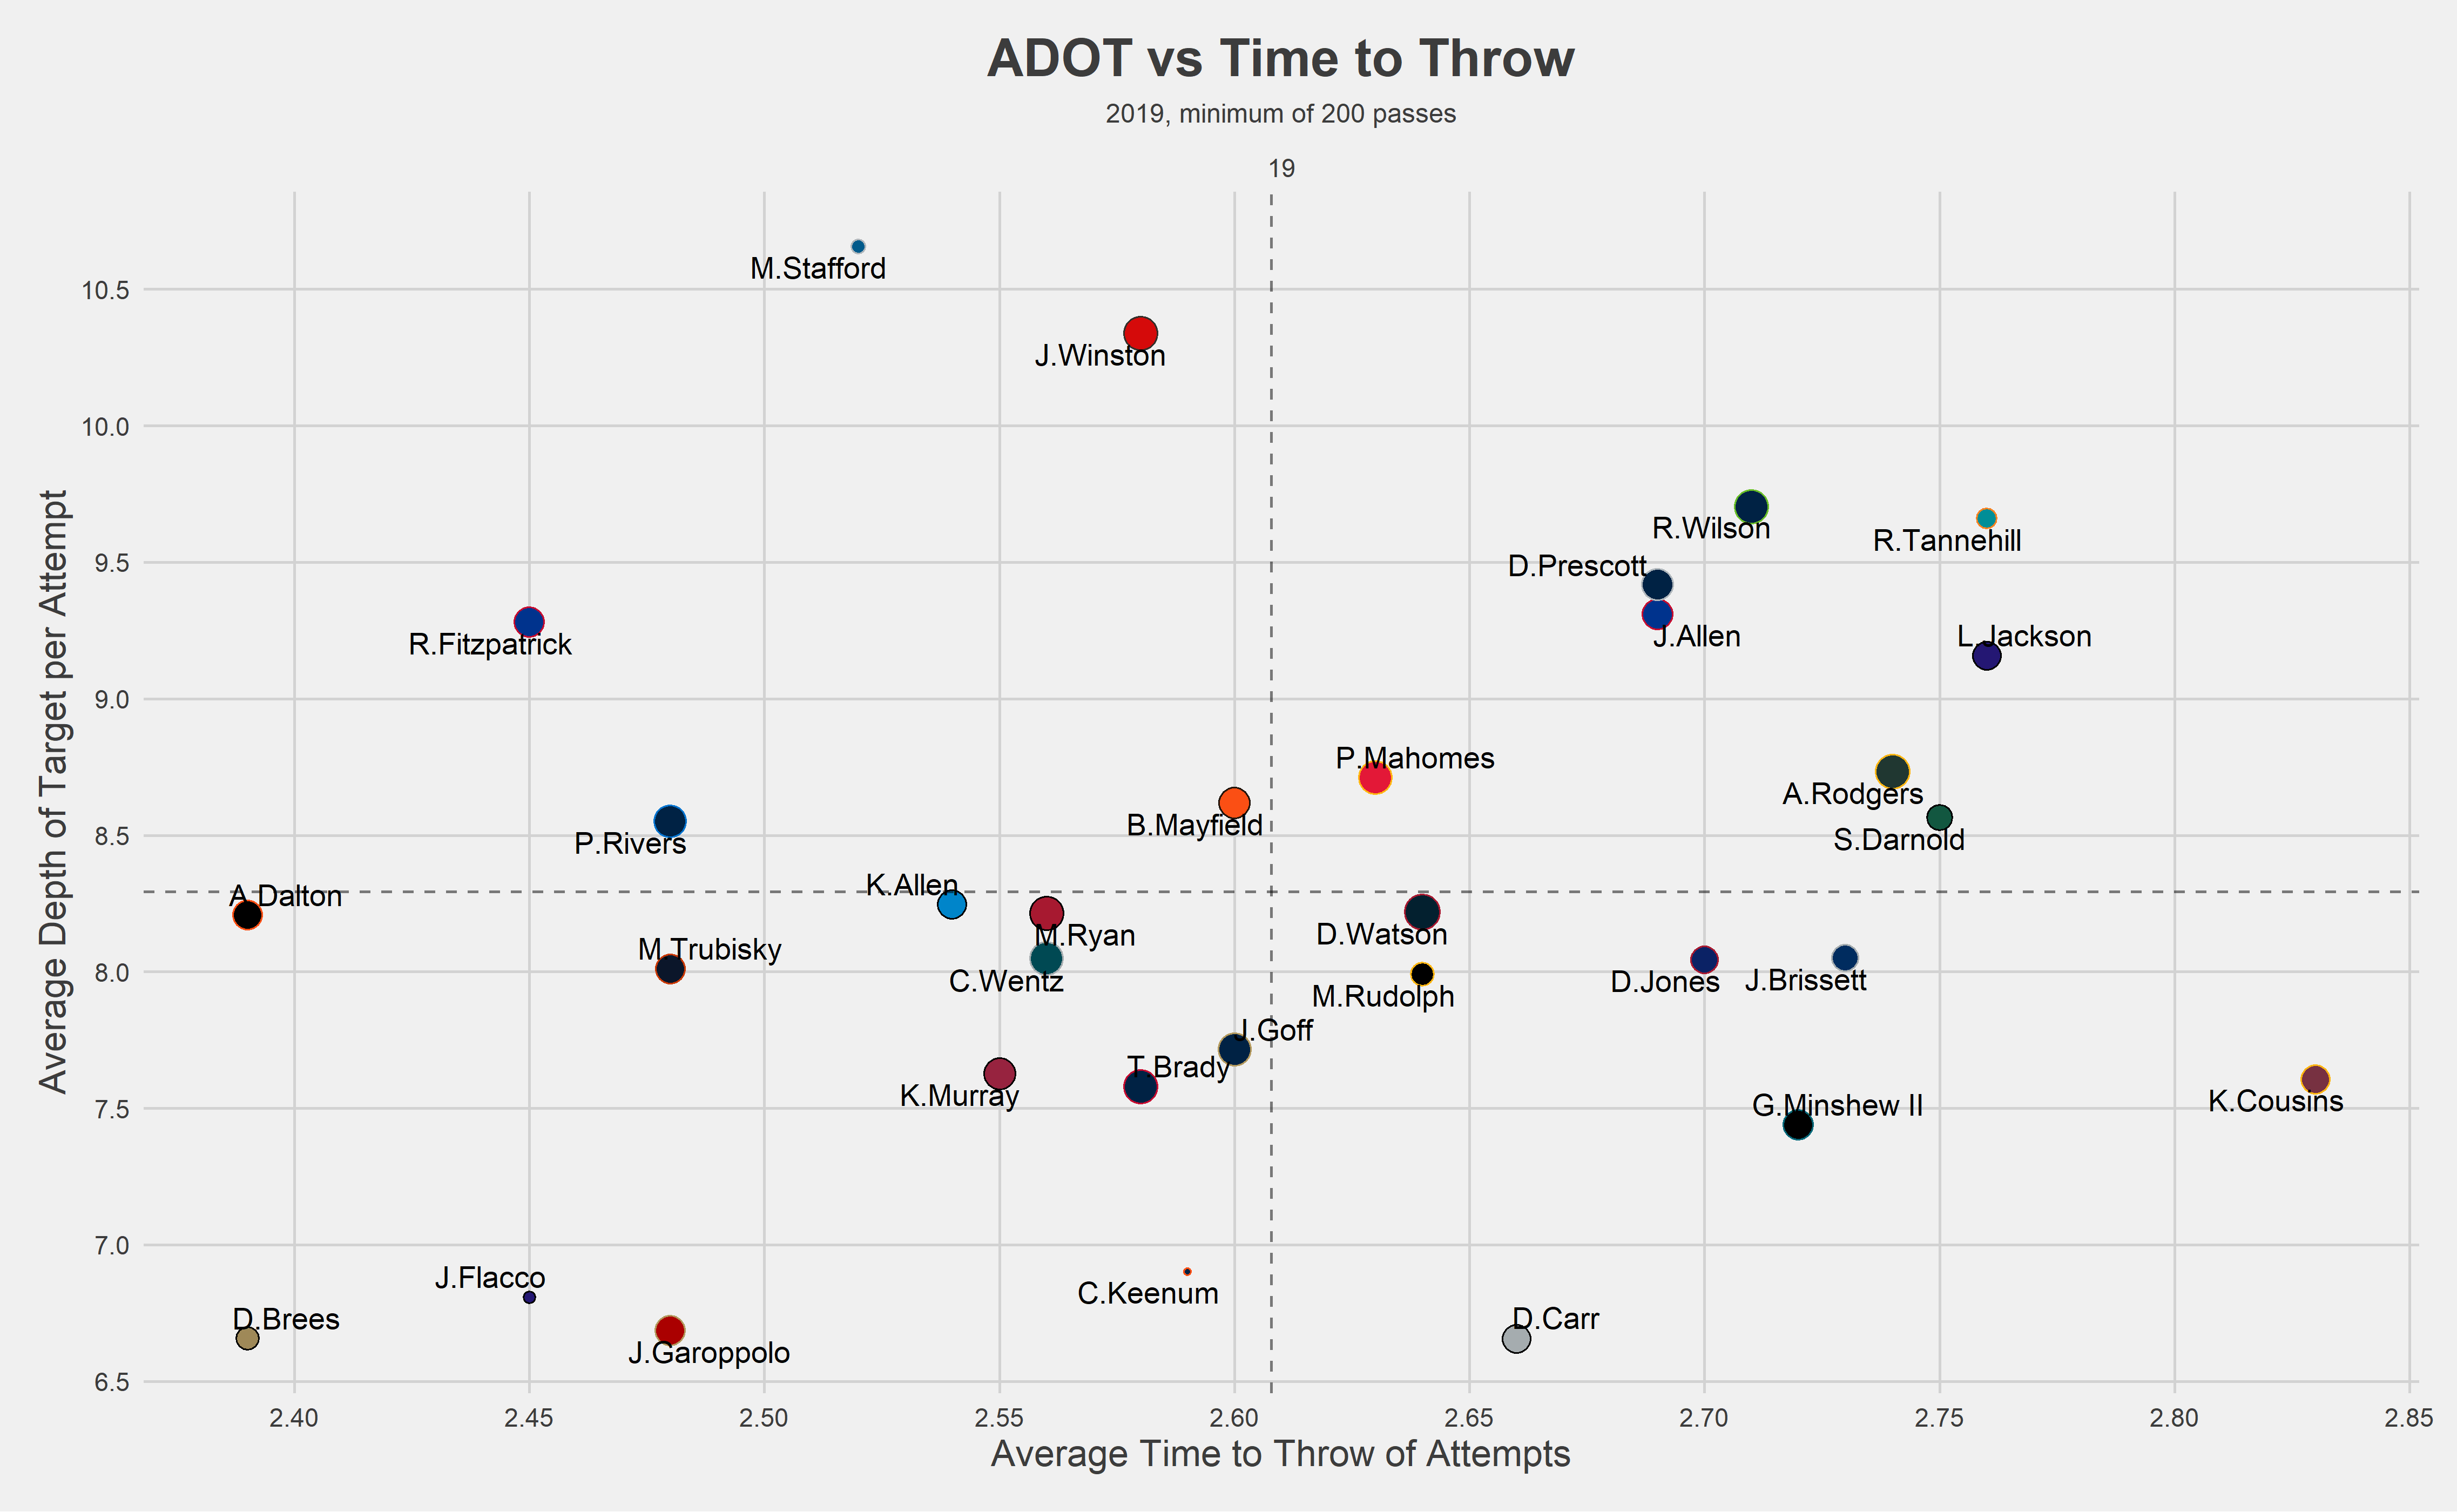 ADOT vs Time to Throw
2019, minimum of 200 passes
19
M.Stafford
10.5
J.Winston
10.0
R.Wilson
R.Tannehill
9.5
D.Prescott
R.Fitzpatrick
J.Allen
L.Jackson
9.0
P.Mahomes
A.Rodgers
B.Mayfield
S.Darnold
8.5
P.Rivers
K.Allen
A.Dalton
M.Ryan
D.Watson
M.Trubisky
8.0
C.Wentz
D.Jones
J.Brissett
M.Rudolph
J.Goff
T.Brady
K.Murray
K.Cousins
7.5
G.Minshew II
7.0
J.Flacco
C.Keenum
D.Brees
D.Carr
J.Garoppolo
6.5
Average Depth of Target per Attempt
2.40 2.45 2.50 2.55 2.60 2.65 2.70 2.75 2.80 2.85
Average Time to Throw of Attempts